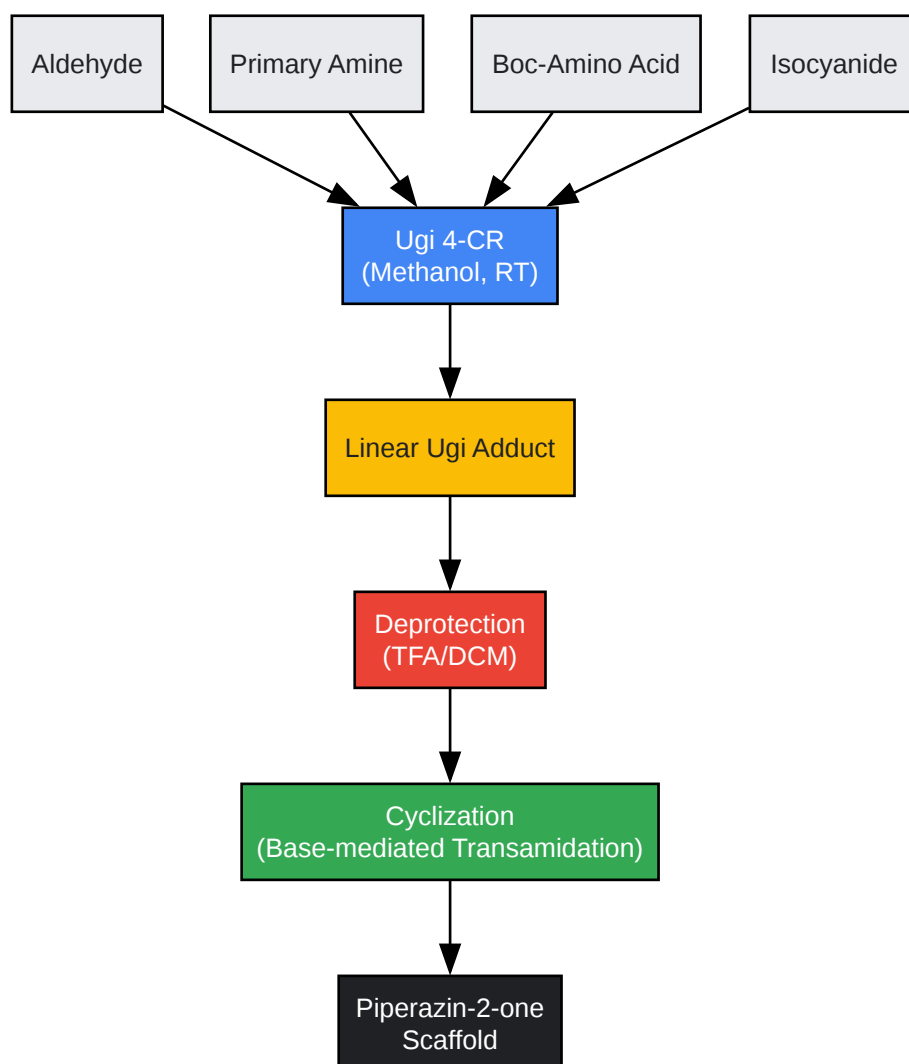 Aldehyde
Primary Amine
Boc-Amino Acid
Isocyanide
Ugi 4-CR
(Methanol, RT)
Linear Ugi Adduct
Deprotection
(TFA/DCM)
Cyclization
(Base-mediated Transamidation)
Piperazin-2-one
Scaffold